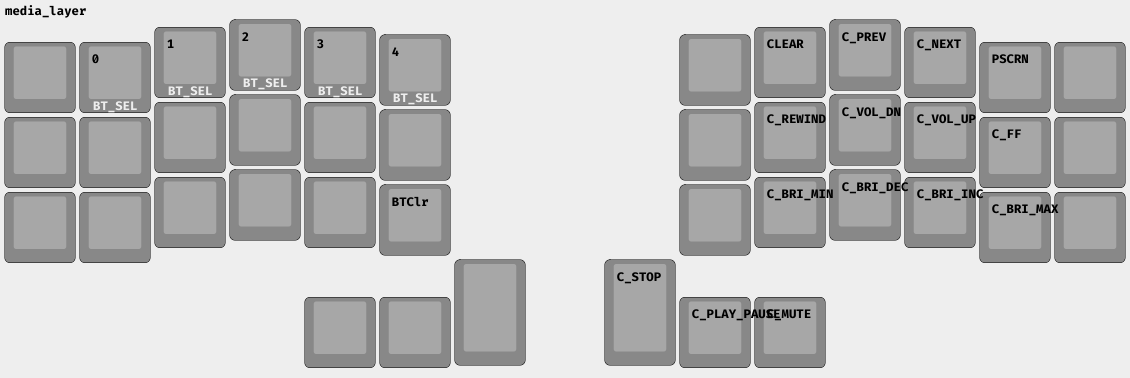 media_layer
0
BT_SEL
1
BT_SEL
2
BT_SEL
3
BT_SEL
4
BT_SEL
CLEAR
C_PREV
C_NEXT
PSCRN
C_REWIND
C_VOL_DN
C_VOL_UP
C_FF
BTClr
C_BRI_MIN
C_BRI_DEC
C_BRI_INC
C_BRI_MAX
C_STOP
C_PLAY_PAUSE
C_MUTE